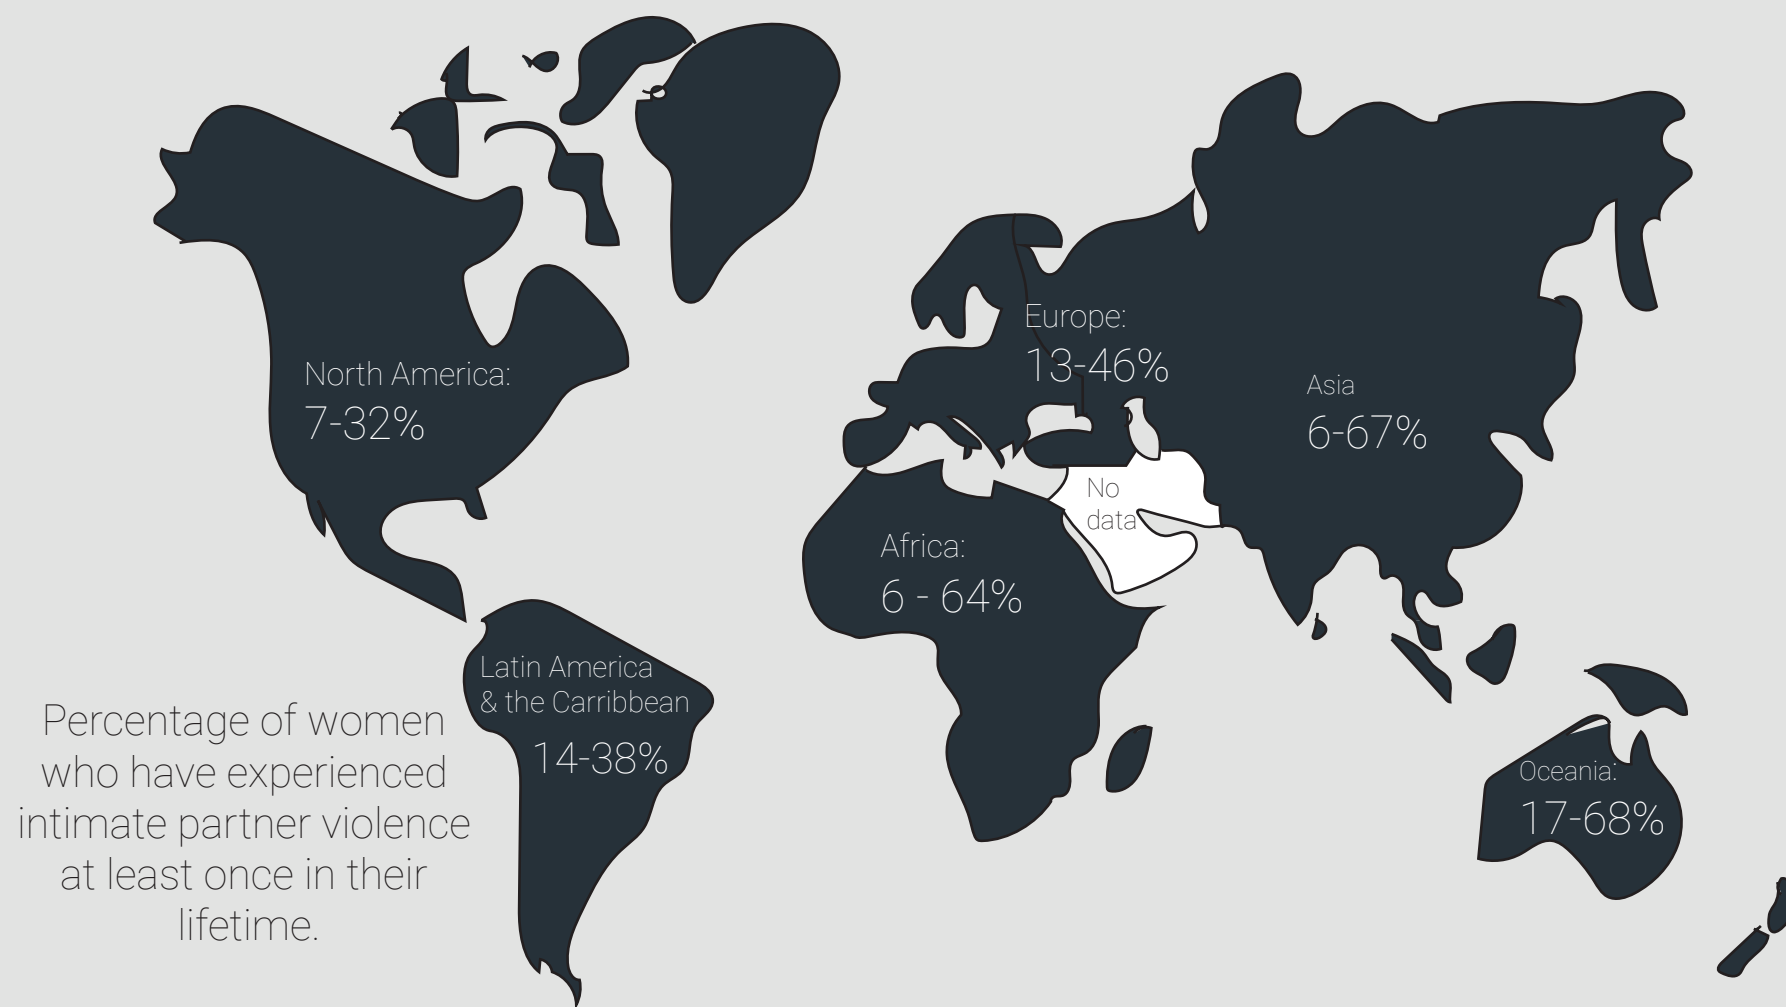 North America:
7-32%
Europe:
13-46%
Asia
6-67%
No
data
Africa:
6 - 64%
Latin America
& the Carribbean
14-38%
Oceania:
17-68%
Percentage of women
who have experienced
intimate partner violence
at least once in their
lifetime.